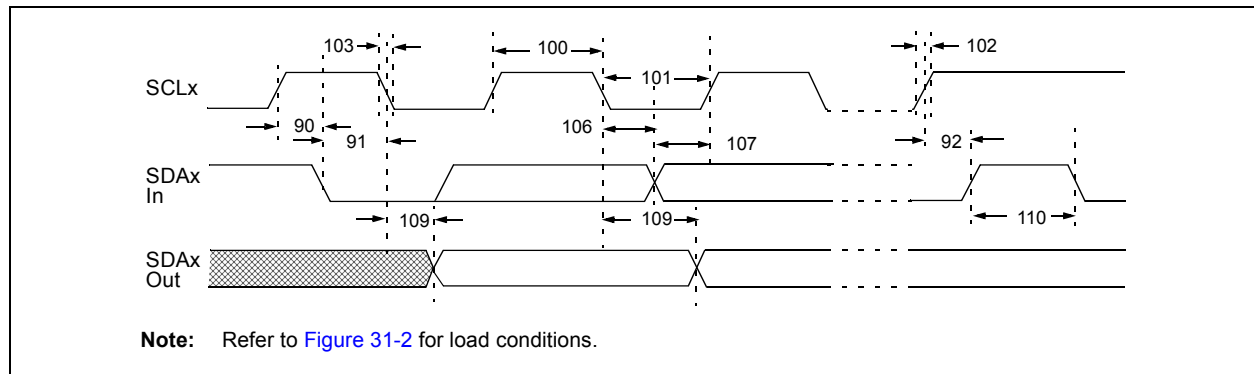 103 100 102
SCLx
101
90 91 106 107 92
SDAx
In
109 109 110
SDAx
Out
Note: Refer to Figure 31-2 for load conditions.